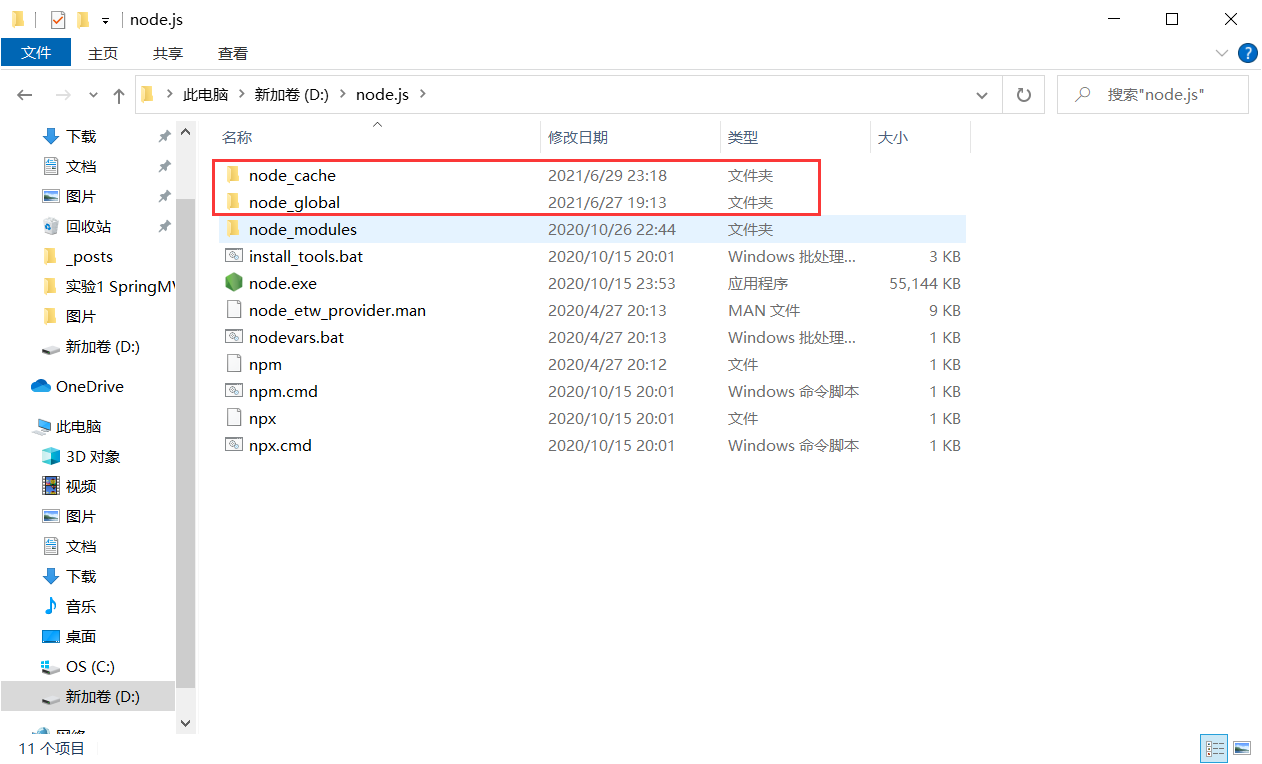 node.js
文件 主页 共享 查看
此电脑 新加卷 (D:) node.js 搜索"node.js"
下载
文档
图片
回收站
_posts
实验1 SpringMV
图片
新加卷 (D:)
OneDrive
此电脑
3D 对象
视频
图片
文档
下载
音乐
桌面
OS (C:)
新加卷 (D:)
网络
名称 修改日期 类型 大小
node_cache 2021/6/29 23:18 文件夹
node_global 2021/6/27 19:13 文件夹
node_modules 2020/10/26 22:44 文件夹
install_tools.bat 2020/10/15 20:01 Windows 批处理... 3 KB
node.exe 2020/10/15 23:53 应用程序 55,144 KB
node_etw_provider.man 2020/4/27 20:13 MAN 文件 9 KB
nodevars.bat 2020/4/27 20:13 Windows 批处理... 1 KB
npm 2020/4/27 20:12 文件 1 KB
npm.cmd 2020/10/15 20:01 Windows 命令脚本 1 KB
npx 2020/10/15 20:01 文件 1 KB
npx.cmd 2020/10/15 20:01 Windows 命令脚本 1 KB
11 个项目